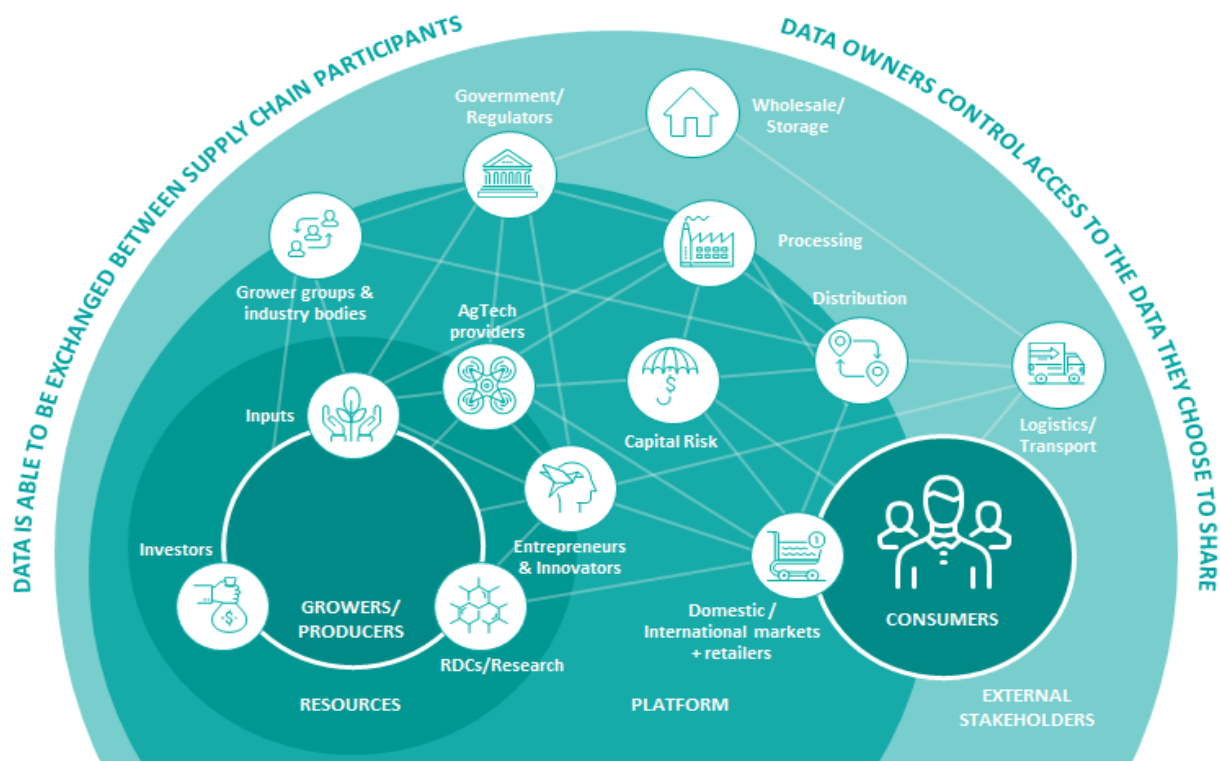 DATA IS ABLE TO BE EXCHANGED BETWEEN SUPPLY CHAIN PARTICIPANTS
DATA OWNERS CONTROL ACCESS TO THE DATA THEY CHOOSE TO SHARE
Government/
Regulators
Wholesale/
Storage
Processing
Grower groups &
industry bodies
AgTech
providers
Distribution
Inputs
Capital Risk
Logistics/
Transport
Investors
Entrepreneurs
& Innovators
GROWERS/
PRODUCERS
RDCs/Research
Domestic /
International markets
+ retailers
CONSUMERS
RESOURCES
PLATFORM
EXTERNAL
STAKEHOLDERS
$
$
1